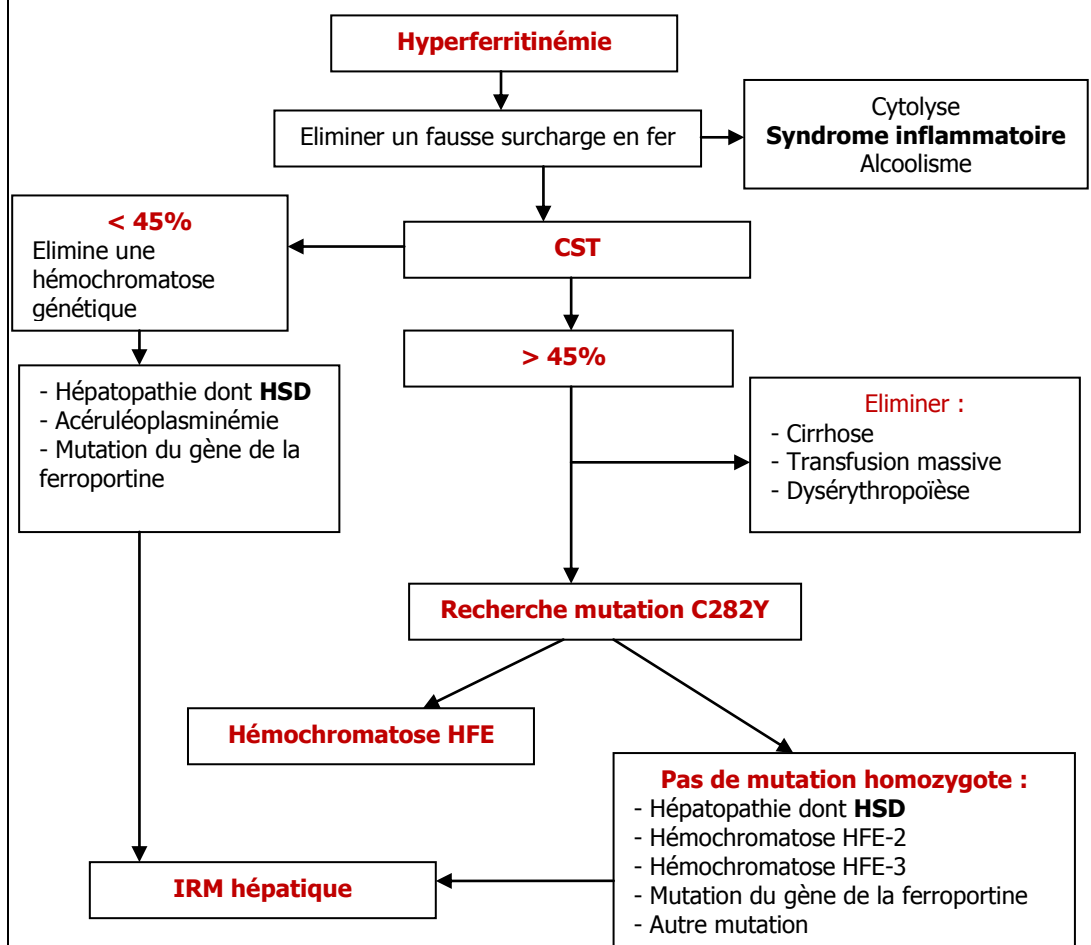 Hyperferritinémie
Eliminer un fausse surcharge en fer
Cytolyse
Syndrome inflammatoire
Alcoolisme
< 45%
Elimine une
hémochromatose
génétique
CST
> 45%
- Hépatopathie dont HSD
- Acéruléoplasminémie
- Mutation du gène de la
ferroportine
Eliminer :
- Cirrhose
- Transfusion massive
- Dysérythropoïèse
Recherche mutation C282Y
Hémochromatose HFE
Pas de mutation homozygote :
- Hépatopathie dont HSD
- Hémochromatose HFE-2
- Hémochromatose HFE-3
- Mutation du gène de la ferroportine
- Autre mutation
IRM hépatique